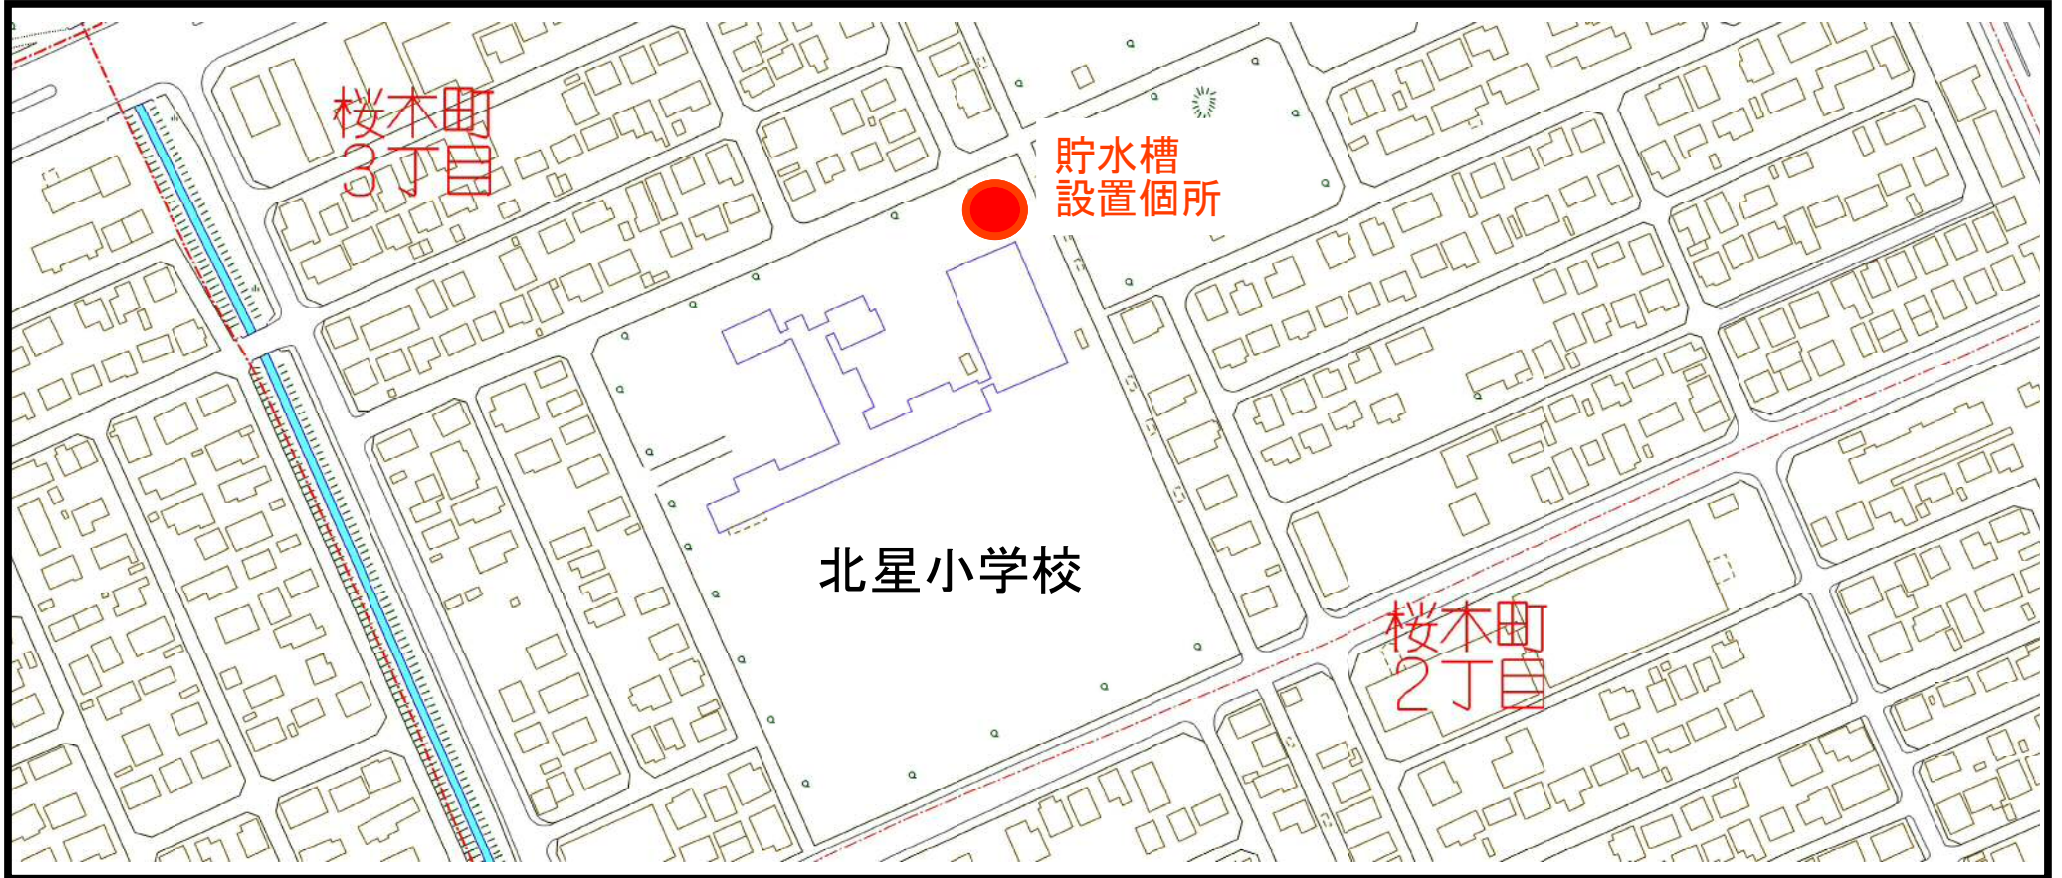 桜木町
3丁目
貯水槽
設置個所
北星小学校
桜木町
2丁目